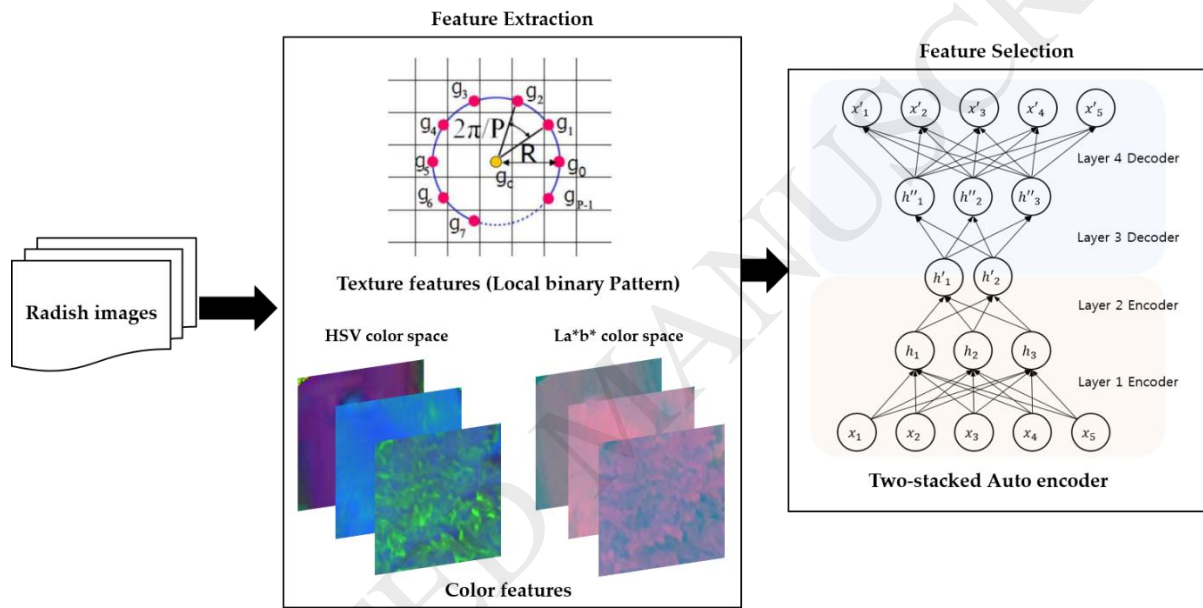 Feature Extraction
Feature Selection
g3
g2
g4
2π/P
g1
R
g5
gc
g0
g6
gP-1
g7
Radish images
Texture features (Local binary Pattern)
HSV color space
La*b* color space
Color features
x'1
x'2
x'3
x'4
x'5
Layer 4 Decoder
h''1
h''2
h''3
Layer 3 Decoder
h'1
h'2
Layer 2 Encoder
h1
h2
h3
Layer 1 Encoder
x1
x2
x3
x4
x5
Two-stacked Auto encoder
ED MANUSCR